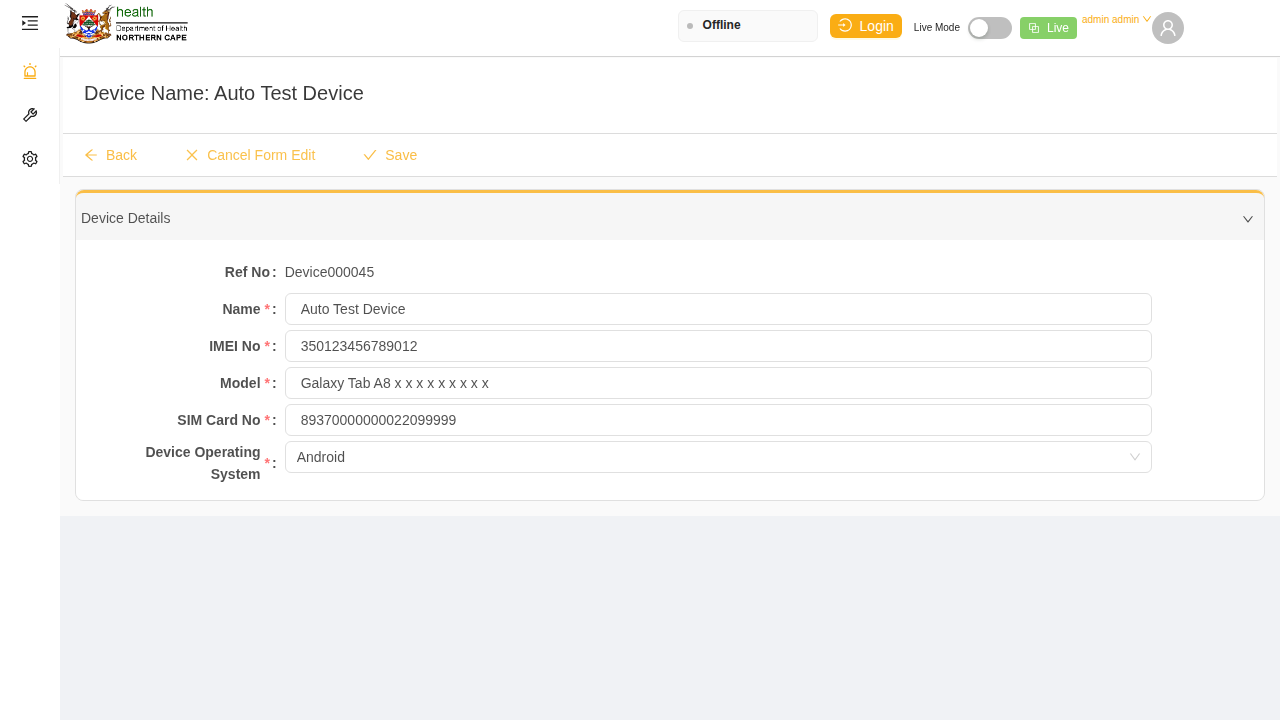 health
Department of Health
NORTHERN CAPE
Offline
Login
Live Mode
Live
admin admin
Device Name: Auto Test Device
Back
Cancel Form Edit
Save
Device Details
Ref No: Device000045
Name *: Auto Test Device
IMEI No *: 350123456789012
Model *: Galaxy Tab A8 x x x x x x x x x
SIM Card No *: 89370000000022099999
Device Operating System *: Android